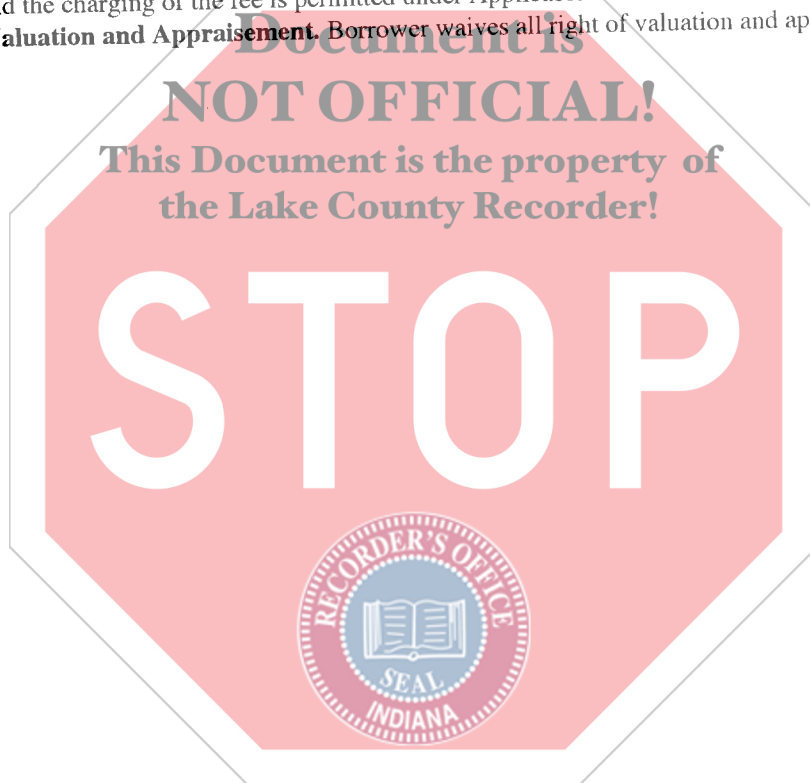 d the charging of the fee is permitted under
aluation and Appraisement. Borrower waives all right of valuation and ap
Document is
NOT OFFICIAL!
This Document is the property of
the Lake County Recorder!
STOP
RECORDER'S OFFICE
SEAL
INDIANA